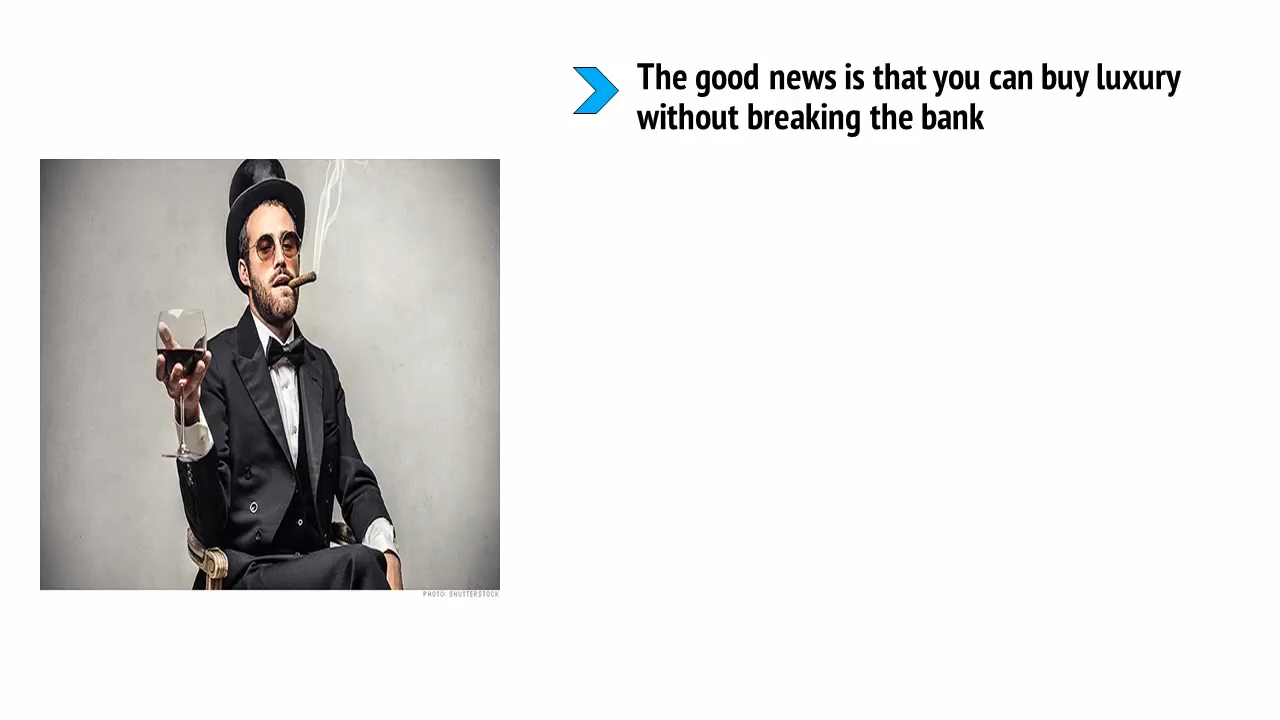 The good news is that you can buy luxury
without breaking the bank
PHOTO: SHUTTERSTOCK